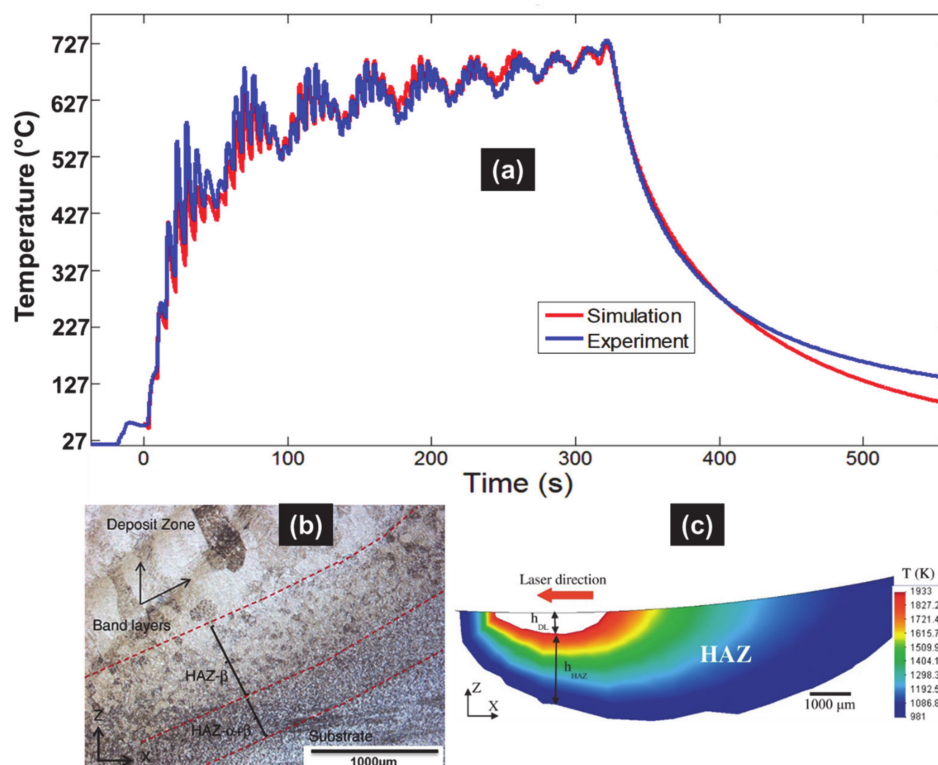 727
627
527
427
327
227
127
27
Temperature (°C)
(a)
Simulation
Experiment
0
100
200
300
400
500
Time (s)
(b)
Deposit Zone
Band layers
HAZ-β
HAZ-α+β
Substrate
Z
X
1000µm
(c)
Laser direction
h_DL
HAZ
h_HAZ
Z
X
1000 µm
T (K)
1933
1827.2
1721.4
1615.7
1509.9
1404.1
1298.3
1192.5
1086.8
981